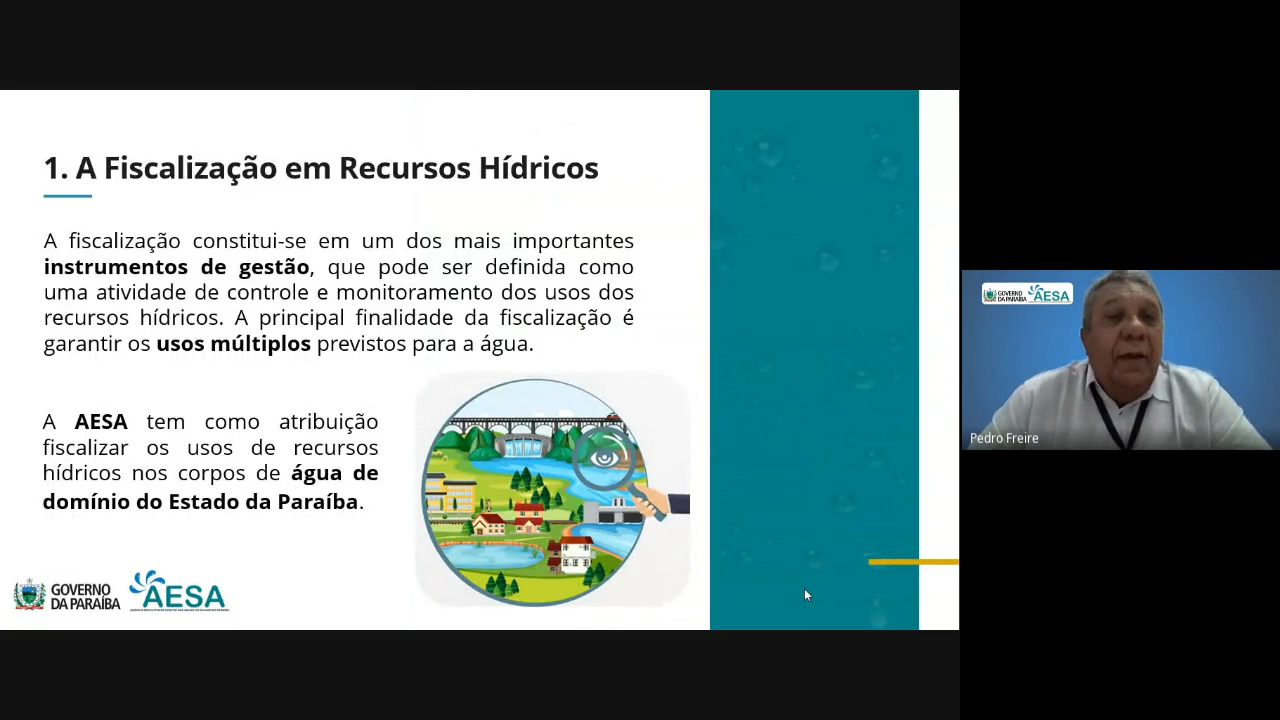 1. A Fiscalização em Recursos Hídricos
A fiscalização constitui-se em um dos mais importantes
instrumentos de gestão, que pode ser definida como
uma atividade de controle e monitoramento dos usos dos
recursos hídricos. A principal finalidade da fiscalização é
garantir os usos múltiplos previstos para a água.
A AESA tem como atribuição
fiscalizar os usos de recursos
hídricos nos corpos de água de
domínio do Estado da Paraíba.
GOVERNO
DA PARAÍBA
AESA
GOVERNO
DA PARAÍBA
AESA
Pedro Freire